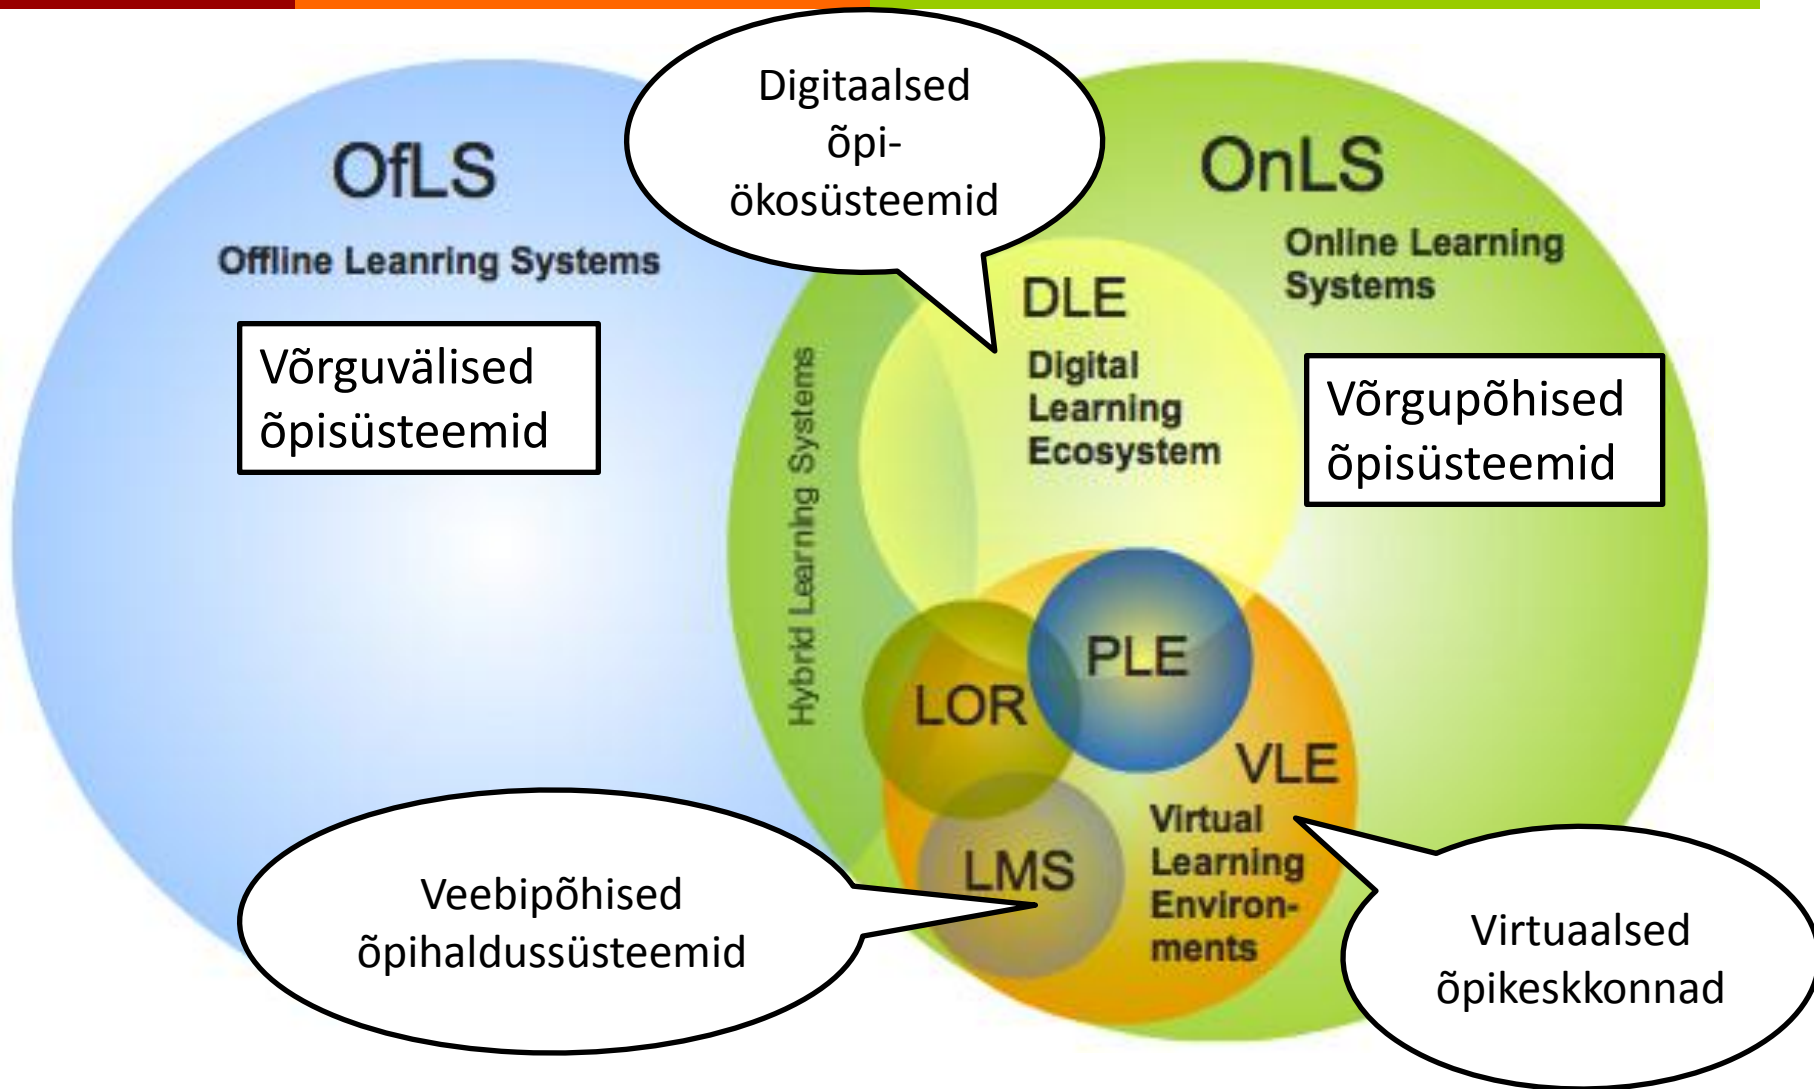 Digitaalsed
õpi-
ökosüsteemid
OfLS
Offline Leanring Systems
Võrguvälised
õpisüsteemid
Hybrid Learning Systems
OnLS
Online Learning
Systems
DLE
Digital
Learning
Ecosystem
Võrgupõhised
õpisüsteemid
PLE
LOR
VLE
Virtual
Learning
Environ-
ments
LMS
Veebipõhised
õpihaldussüsteemid
Virtuaalsed
õpikeskkonnad